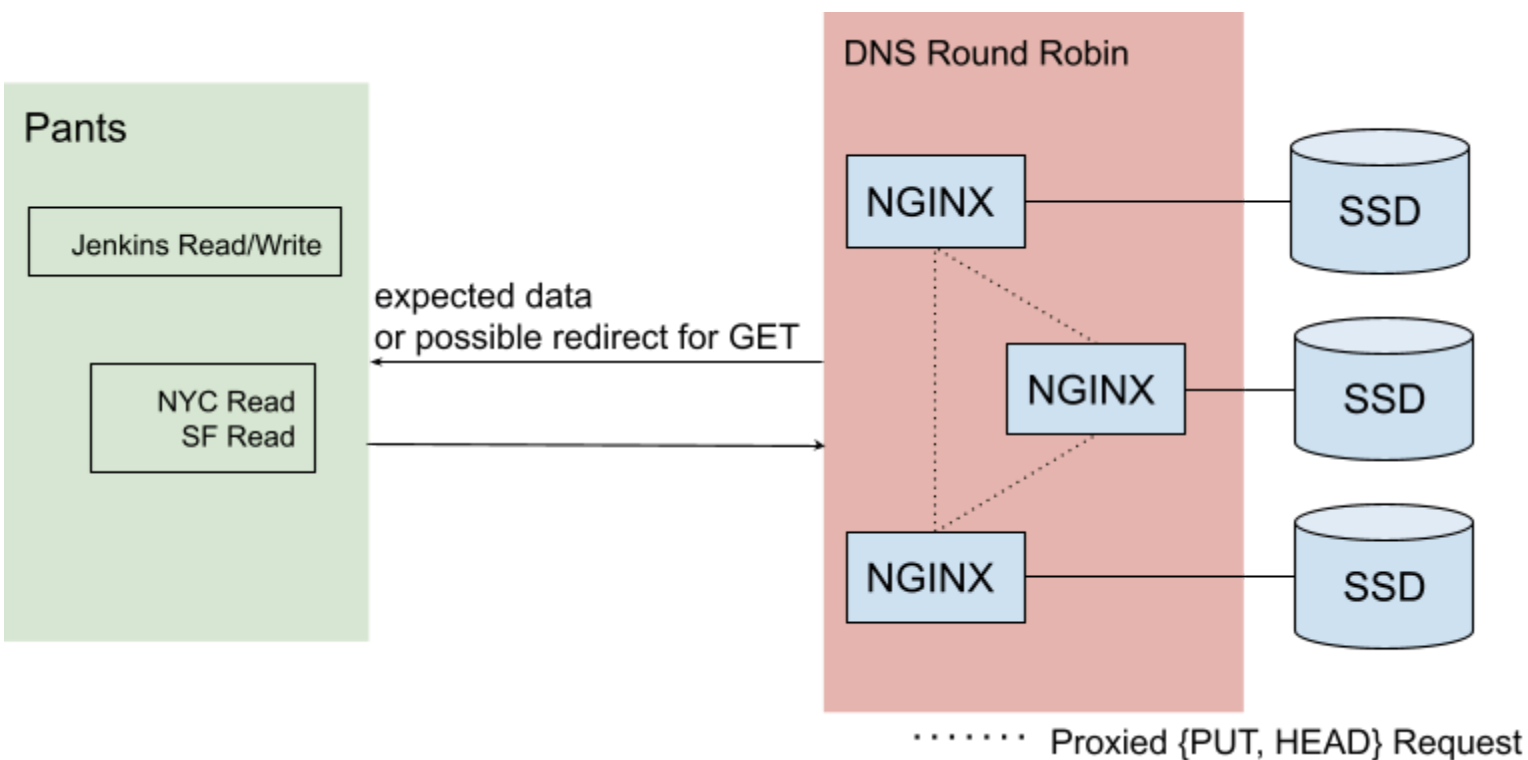 DNS Round Robin
Pants
NGINX
SSD
Jenkins Read/Write
expected data
or possible redirect for GET
NGINX
SSD
NYC Read
SF Read
NGINX
SSD
Proxied {PUT, HEAD} Request